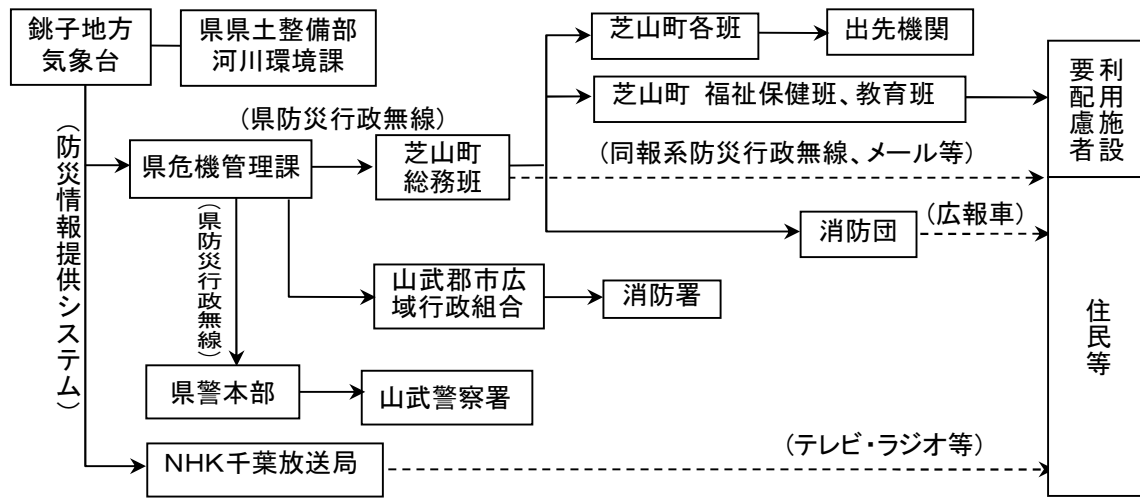 銚子地方
気象台
県県土整備部
河川環境課
芝山町各班
出先機関
芝山町 福祉保健班、教育班
要配慮者
利用施設
(県防災行政無線)
県危機管理課
芝山町
総務班
(同報系防災行政無線、メール等)
(防災情報提供システム)
(県防災行政無線)
消防団
(広報車)
山武郡市広
域行政組合
消防署
住民等
県警本部
山武警察署
NHK千葉放送局
(テレビ・ラジオ等)